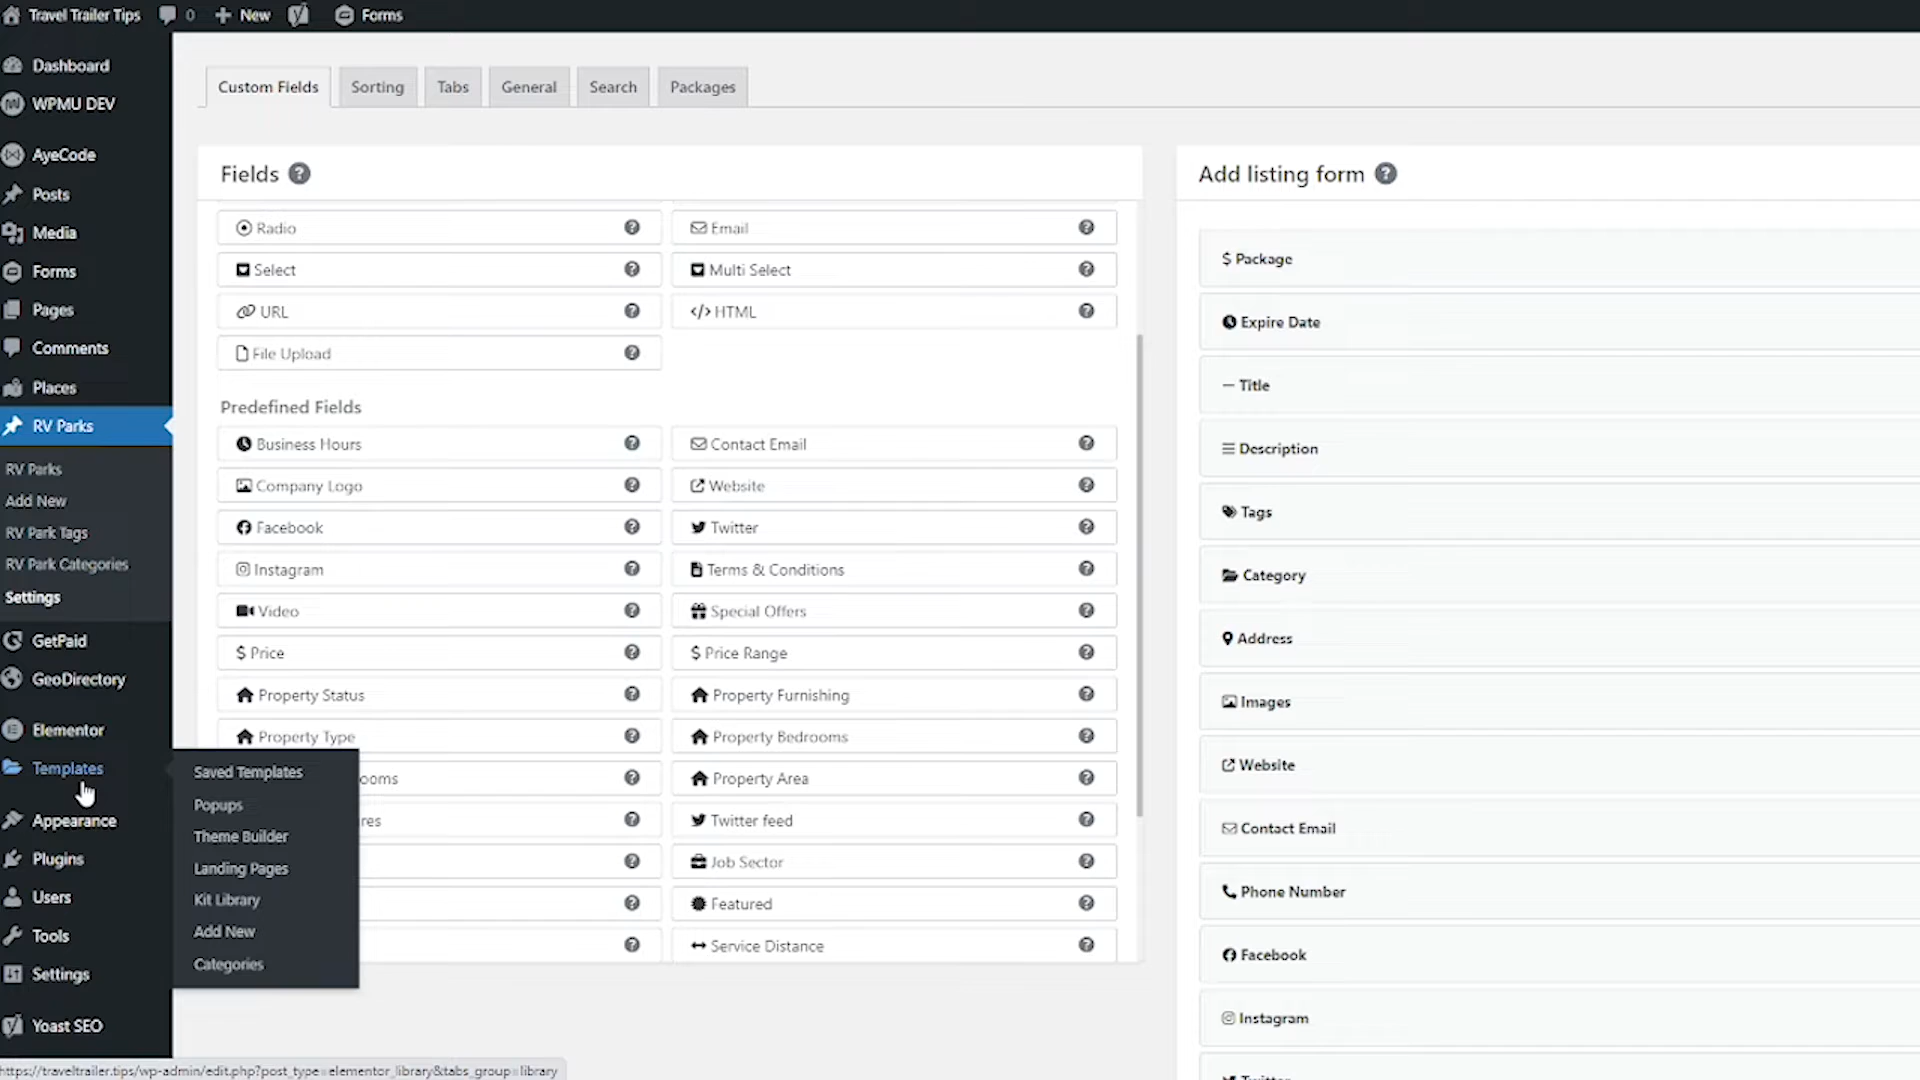 Travel Trailer Tips 0 New Forms
Dashboard
WPMU DEV
AyeCode
Posts
Media
Forms
Pages
Comments
Places
RV Parks
RV Parks
Add New
RV Park Tags
RV Park Categories
Settings
GetPaid
GeoDirectory
Elementor
Templates
Appearance
Plugins
Users
Tools
Settings
Yoast SEO
Saved Templates
Popups
Theme Builder
Landing Pages
Kit Library
Add New
Categories
Custom Fields Sorting Tabs General Search Packages
Fields
Radio Email
Select Multi Select
URL </> HTML
File Upload
Predefined Fields
Business Hours Contact Email
Company Logo Website
Facebook Twitter
Instagram Terms & Conditions
Video Special Offers
$ Price $ Price Range
Property Status Property Furnishing
Property Type Property Bedrooms
ooms Property Area
res Twitter feed
Job Sector
Featured
Service Distance
Add listing form
$ Package
Expire Date
Title
Description
Tags
Category
Address
Images
Website
Contact Email
Phone Number
Facebook
Instagram
https://traveltrailer.tips/wp-admin/edit.php?post_type=elementor_library&tabs_group=library